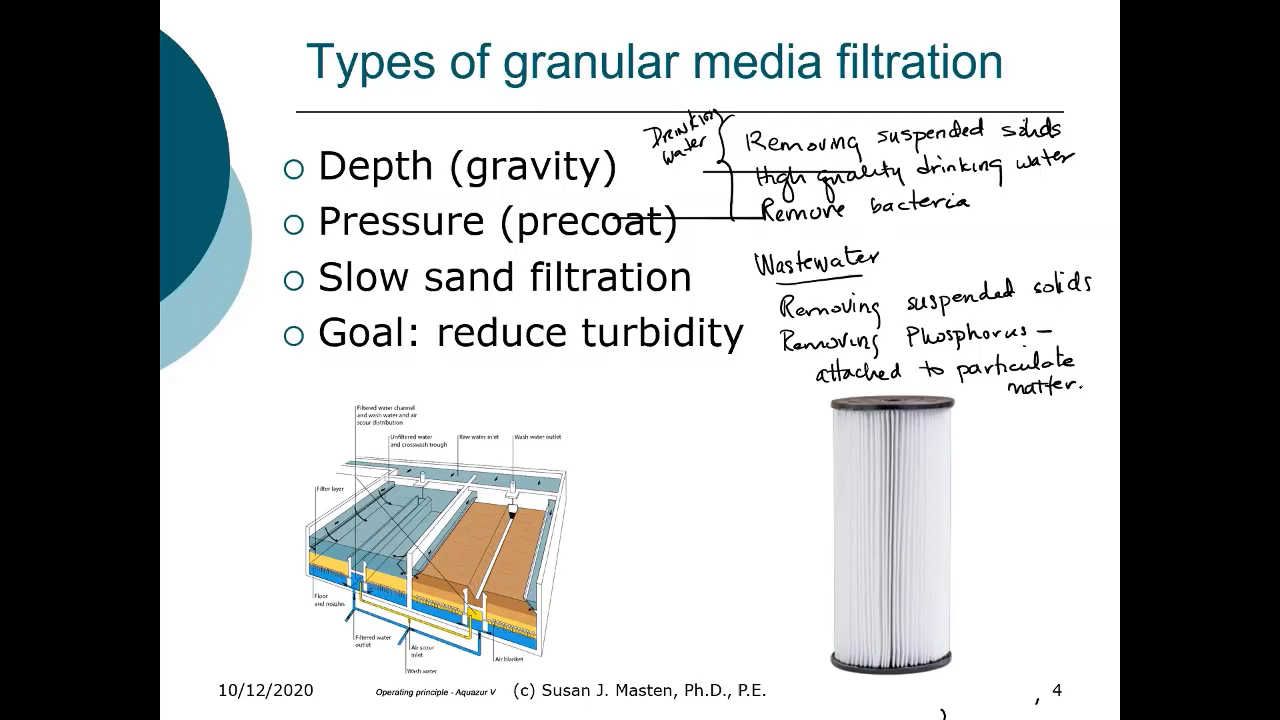 Types of granular media filtration
Depth (gravity)
Pressure (precoat)
Slow sand filtration
Goal: reduce turbidity
Drinking
water
Removing suspended solids
High quality drinking water
Remove bacteria
Wastewater
Removing suspended solids
Removing Phosphorus –
attached to particulate
matter.
Filtered water channel
and wash water and air
scour distribution
Unfiltered water
and crosswash trough
Raw water inlet
Wash water outlet
Filter layer
Floor
and nozzles
Filtered water
outlet
Air scour
inlet
Wash water
Air blanket
10/12/2020
Operating principle - Aquazur V
(c) Susan J. Masten, Ph.D., P.E.
4